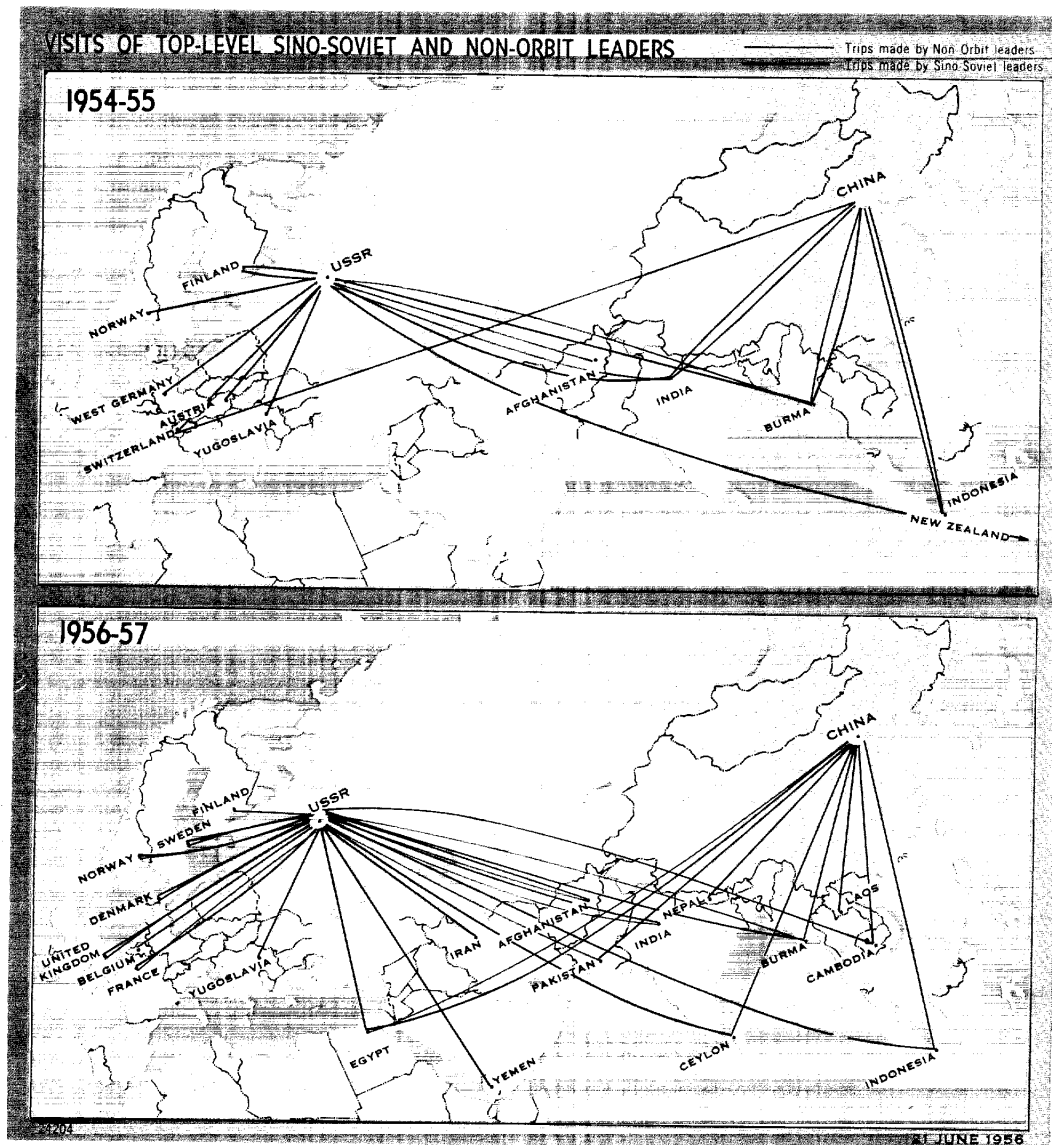 VISITS OF TOP-LEVEL SINO-SOVIET AND NON-ORBIT LEADERS
Trips made by Non Orbit leaders
Trips made by Sino Soviet leaders
1954-55
CHINA
USSR
FINLAND
NORWAY
WEST GERMANY
AUSTRIA
SWITZERLAND
YUGOSLAVIA
AFGHANISTAN
INDIA
BURMA
INDONESIA
NEW ZEALAND
1956-57
CHINA
USSR
FINLAND
SWEDEN
NORWAY
DENMARK
UNITED
KINGDOM
BELGIUM
FRANCE
YUGOSLAVIA
IRAN
AFGHANISTAN
PAKISTAN
INDIA
NEPAL
BURMA
LAOS
CAMBODIA
EGYPT
YEMEN
CEYLON
INDONESIA
24204
21 JUNE 1956